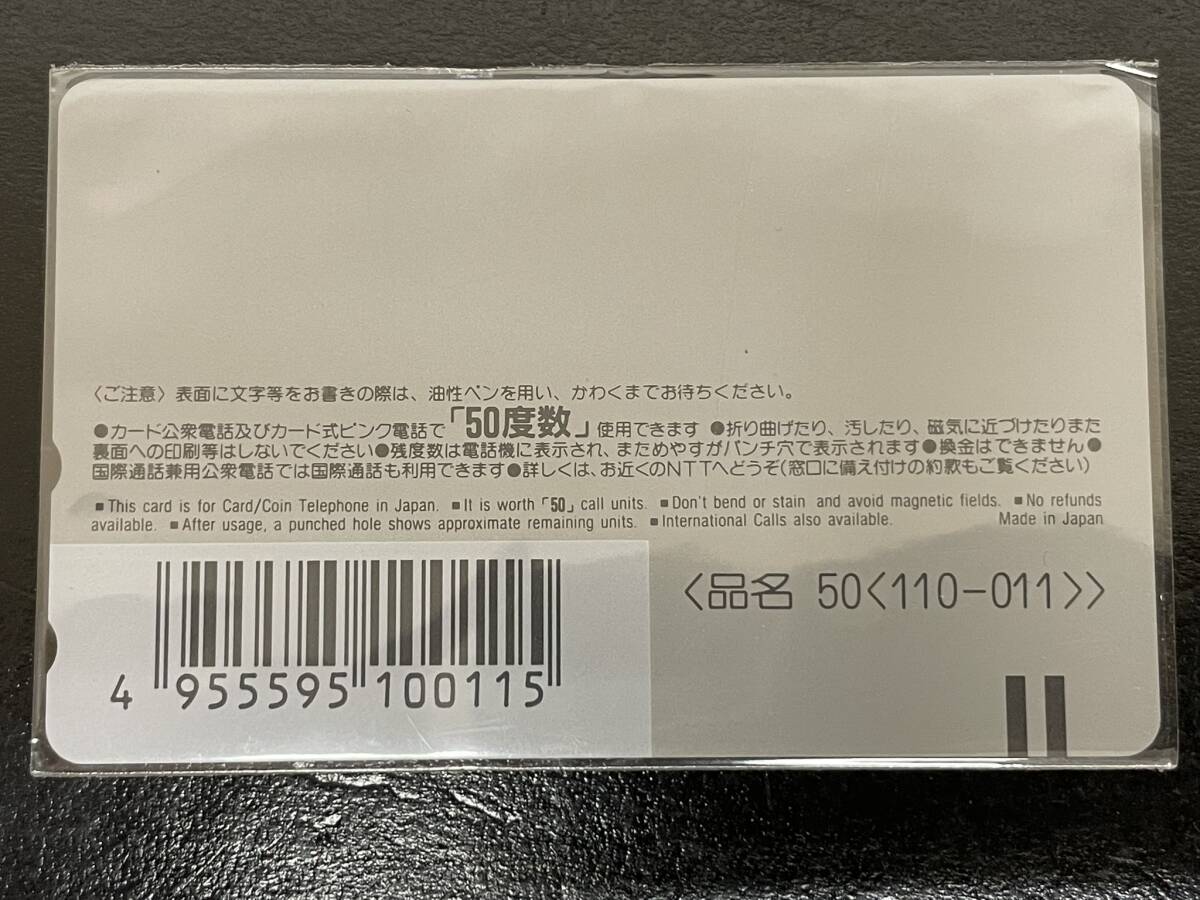 〈ご注意〉表面に文字等をお書きの際は、油性ペンを用い、かわくまでお待ちください。
●カード公衆電話及びカード式ピンク電話で「50度数」使用できます ●折り曲げたり、汚したり、磁気に近づけたりまた
裏面への印刷等はしないでください●残度数は電話機に表示され、まためやすがパンチ穴で表示されます●換金はできません●
国際通話兼用公衆電話では国際通話も利用できます●詳しくは、お近くのNTTへどうぞ(窓口に備え付けの約款もご覧ください)
■This card is for Card/Coin Telephone in Japan. ■It is worth「50」call units. ■Don't bend or stain and avoid magnetic fields. ■No refunds
available. ■After usage, a punched hole shows approximate remaining units. ■International Calls also available. Made in Japan
〈品名 50〈110-011〉〉
4 955595 100115